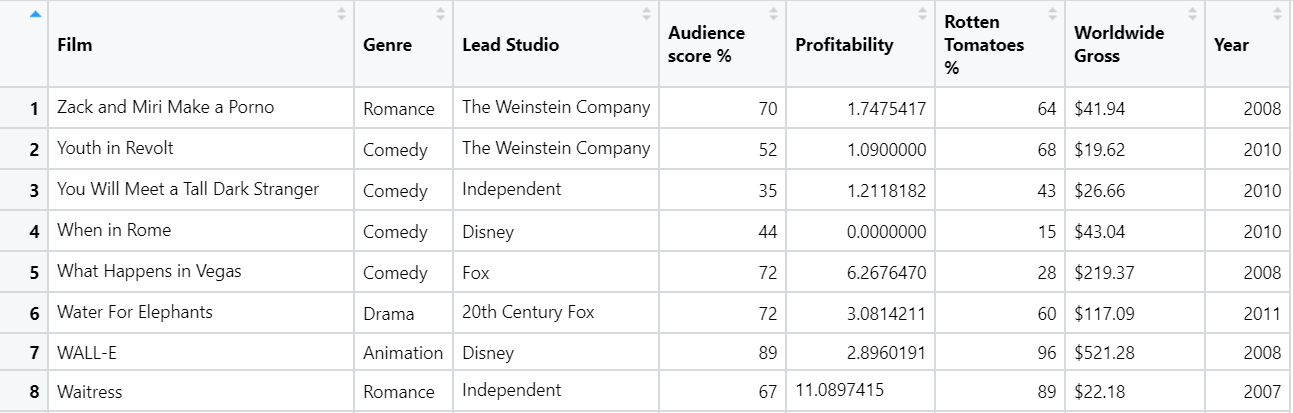 Film Genre Lead Studio Audience score % Profitability Rotten Tomatoes % Worldwide Gross Year
1 Zack and Miri Make a Porno Romance The Weinstein Company 70 1.7475417 64 $41.94 2008
2 Youth in Revolt Comedy The Weinstein Company 52 1.0900000 68 $19.62 2010
3 You Will Meet a Tall Dark Stranger Comedy Independent 35 1.2118182 43 $26.66 2010
4 When in Rome Comedy Disney 44 0.0000000 15 $43.04 2010
5 What Happens in Vegas Comedy Fox 72 6.2676470 28 $219.37 2008
6 Water For Elephants Drama 20th Century Fox 72 3.0814211 60 $117.09 2011
7 WALL-E Animation Disney 89 2.8960191 96 $521.28 2008
8 Waitress Romance Independent 67 11.0897415 89 $22.18 2007